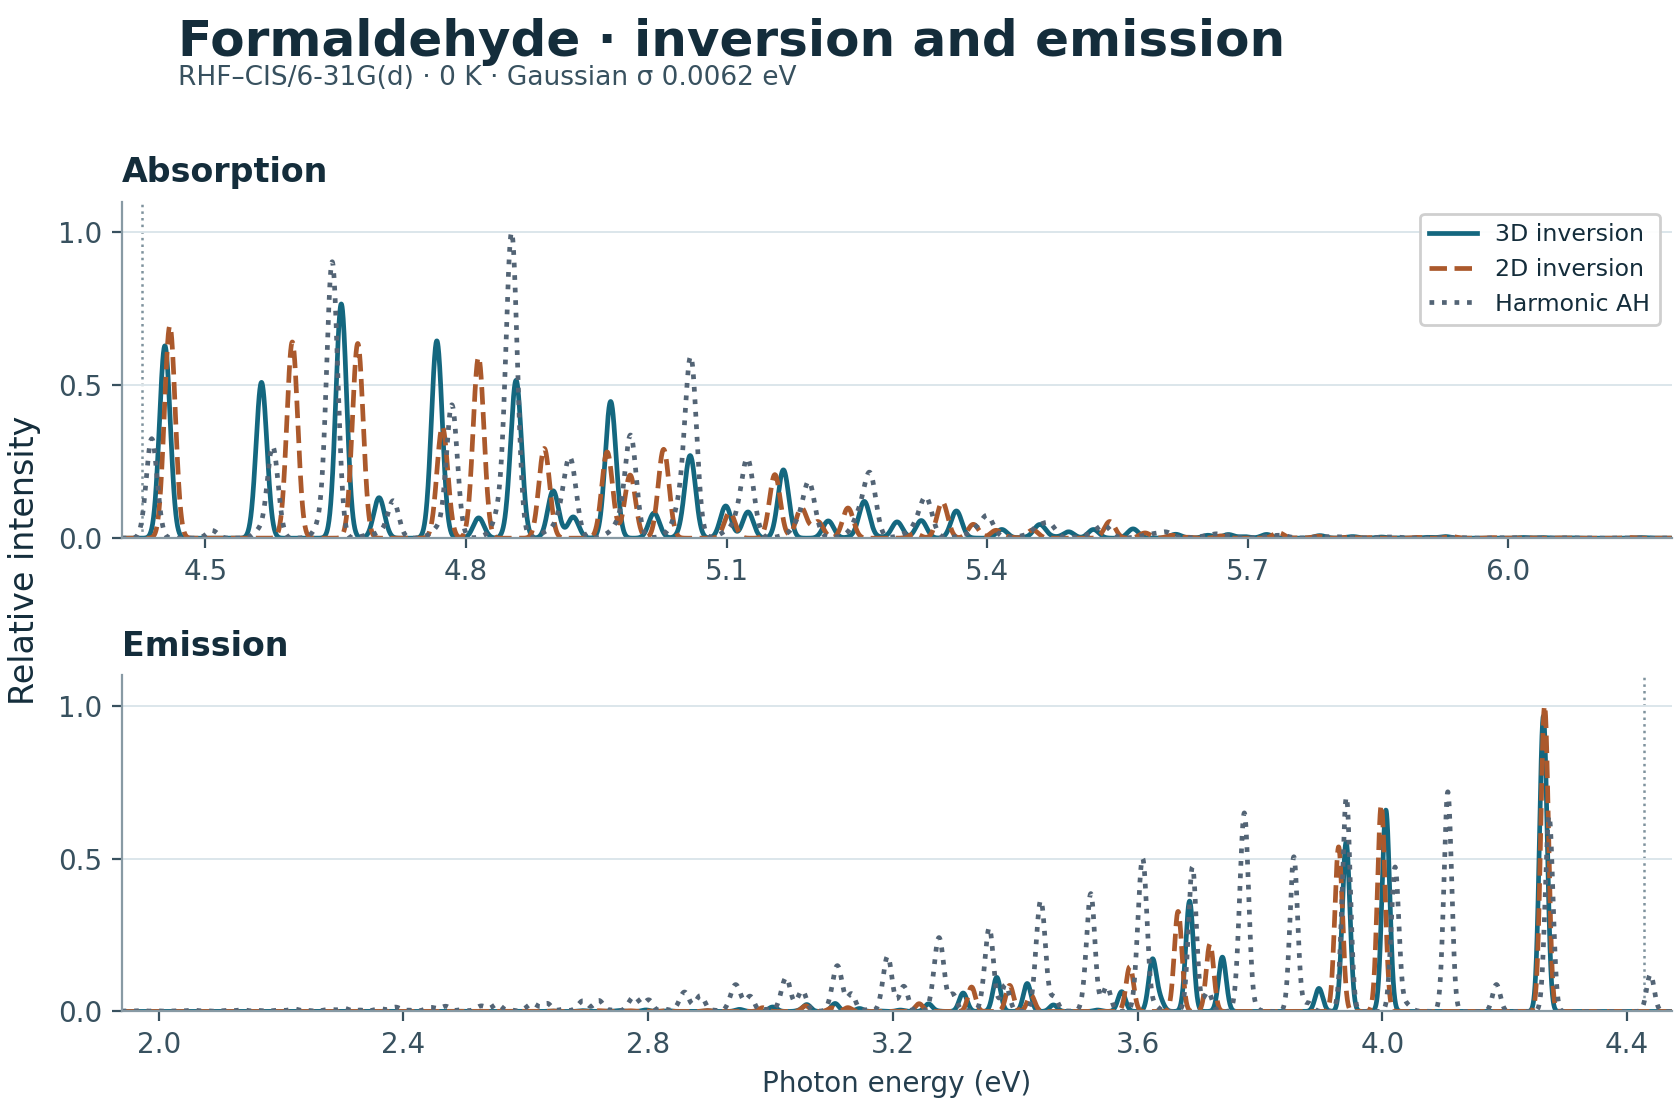 Formaldehyde · inversion and emission
RHF–CIS/6-31G(d) · 0 K · Gaussian σ 0.0062 eV
Absorption
1.0
0.5
0.0
3D inversion
2D inversion
Harmonic AH
4.5 4.8 5.1 5.4 5.7 6.0
Relative intensity
Emission
1.0
0.5
0.0
2.0 2.4 2.8 3.2 3.6 4.0 4.4
Photon energy (eV)